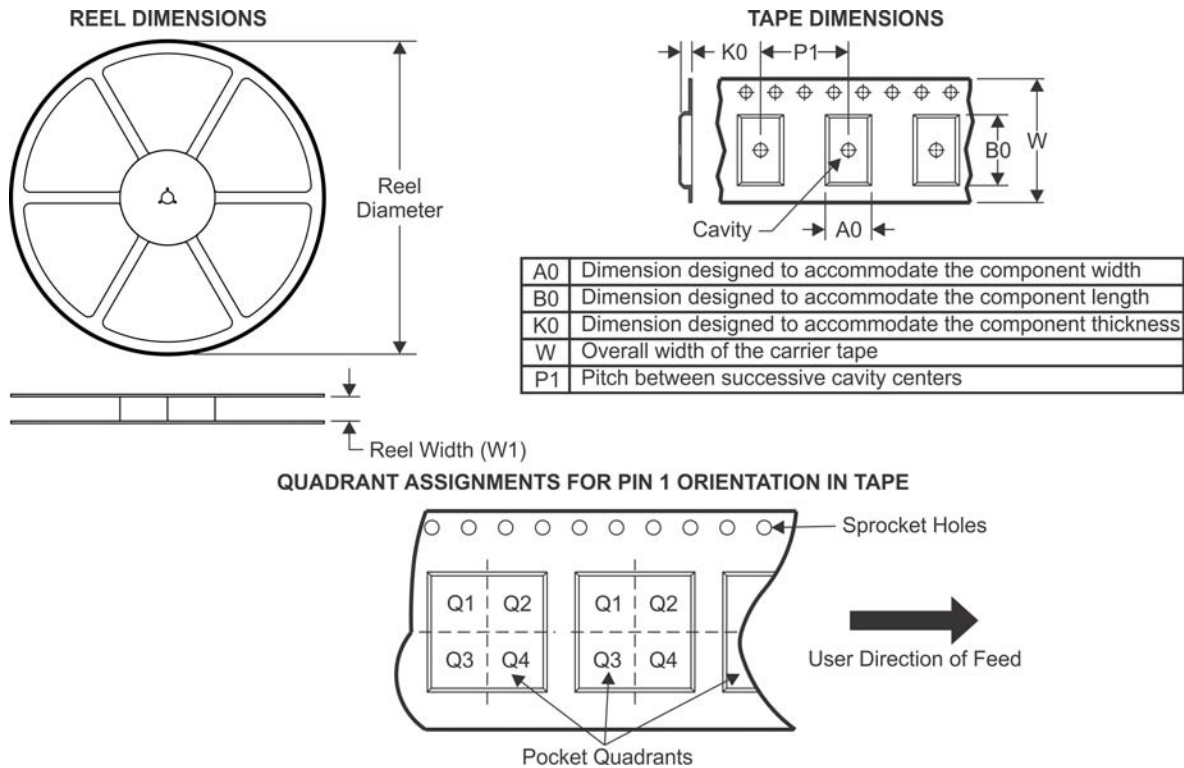 REEL DIMENSIONS
Reel
Diameter
Reel Width (W1)
TAPE DIMENSIONS
K0
P1
B0
W
Cavity
A0
A0 Dimension designed to accommodate the component width
B0 Dimension designed to accommodate the component length
K0 Dimension designed to accommodate the component thickness
W Overall width of the carrier tape
P1 Pitch between successive cavity centers
QUADRANT ASSIGNMENTS FOR PIN 1 ORIENTATION IN TAPE
Sprocket Holes
Q1 Q2 Q1 Q2
Q3 Q4 Q3 Q4
User Direction of Feed
Pocket Quadrants